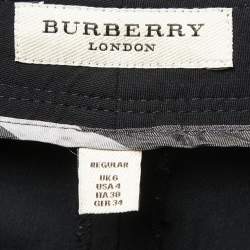 BURBERRY
LONDON
REGULAR
UK 6
USA 4
ITA 38
GER 34